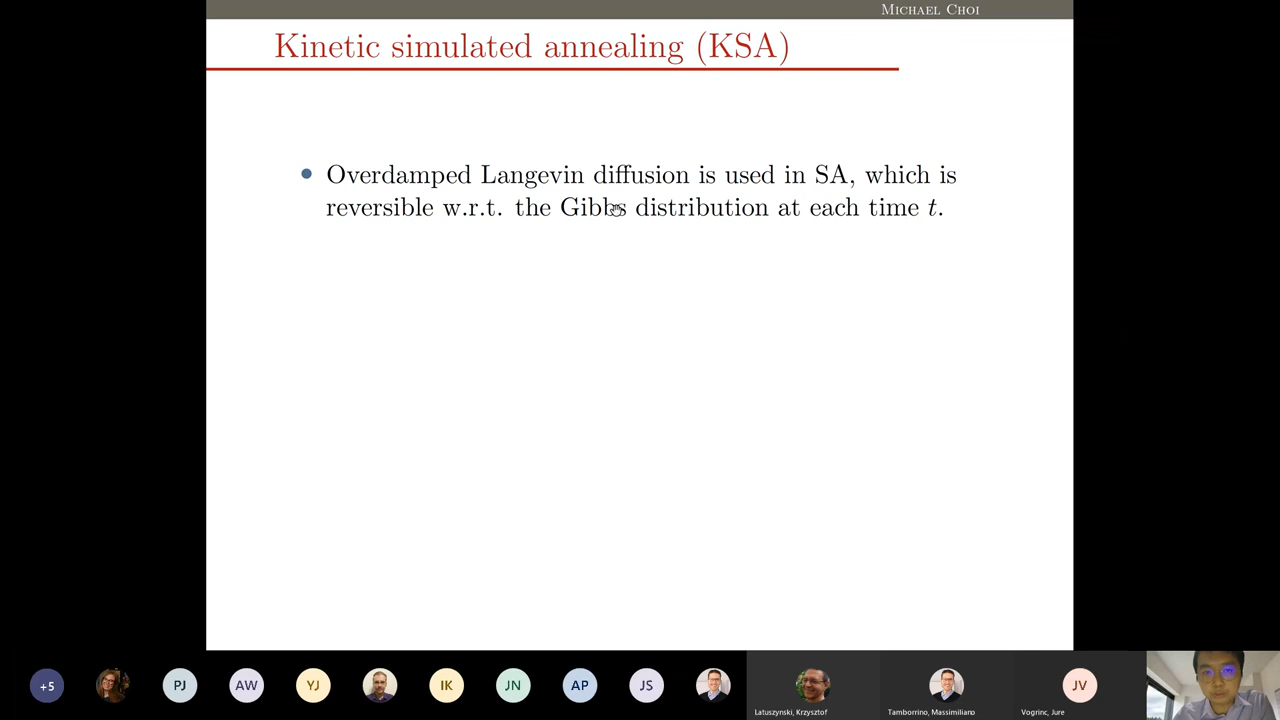 MICHAEL CHOI
Kinetic simulated annealing (KSA)
• Overdamped Langevin diffusion is used in SA, which is
reversible w.r.t. the Gibbs distribution at each time t.
+5
PJ
AW
YJ
IK
JN
AP
JS
JV
Latuszynski, Krzysztof
Tamborrino, Massimiliano
Vogrinc, Jure